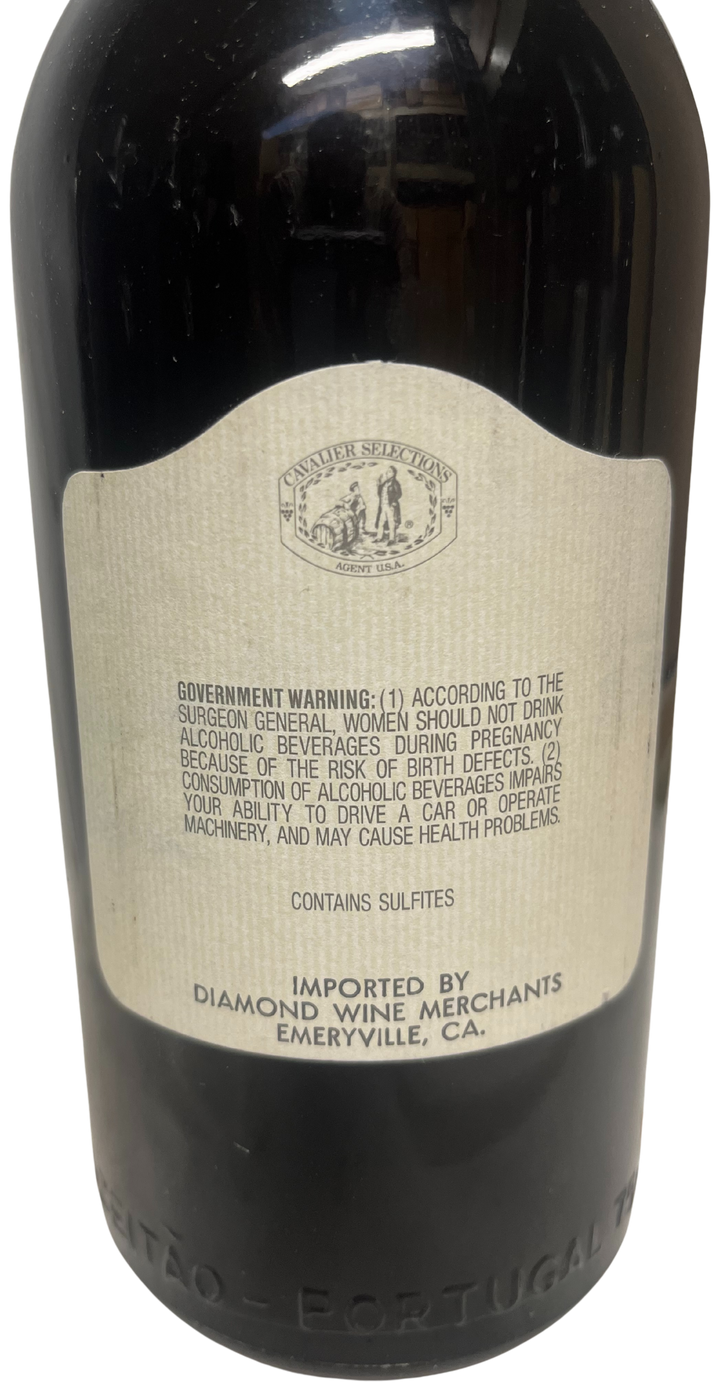 CAVALIER SELECTIONS
®
AGENT U.S.A.
GOVERNMENT WARNING: (1) ACCORDING TO THE
SURGEON GENERAL, WOMEN SHOULD NOT DRINK
ALCOHOLIC BEVERAGES DURING PREGNANCY
BECAUSE OF THE RISK OF BIRTH DEFECTS. (2)
CONSUMPTION OF ALCOHOLIC BEVERAGES IMPAIRS
YOUR ABILITY TO DRIVE A CAR OR OPERATE
MACHINERY, AND MAY CAUSE HEALTH PROBLEMS.
CONTAINS SULFITES
IMPORTED BY
DIAMOND WINE MERCHANTS
EMERYVILLE, CA.
- PORTUGAL